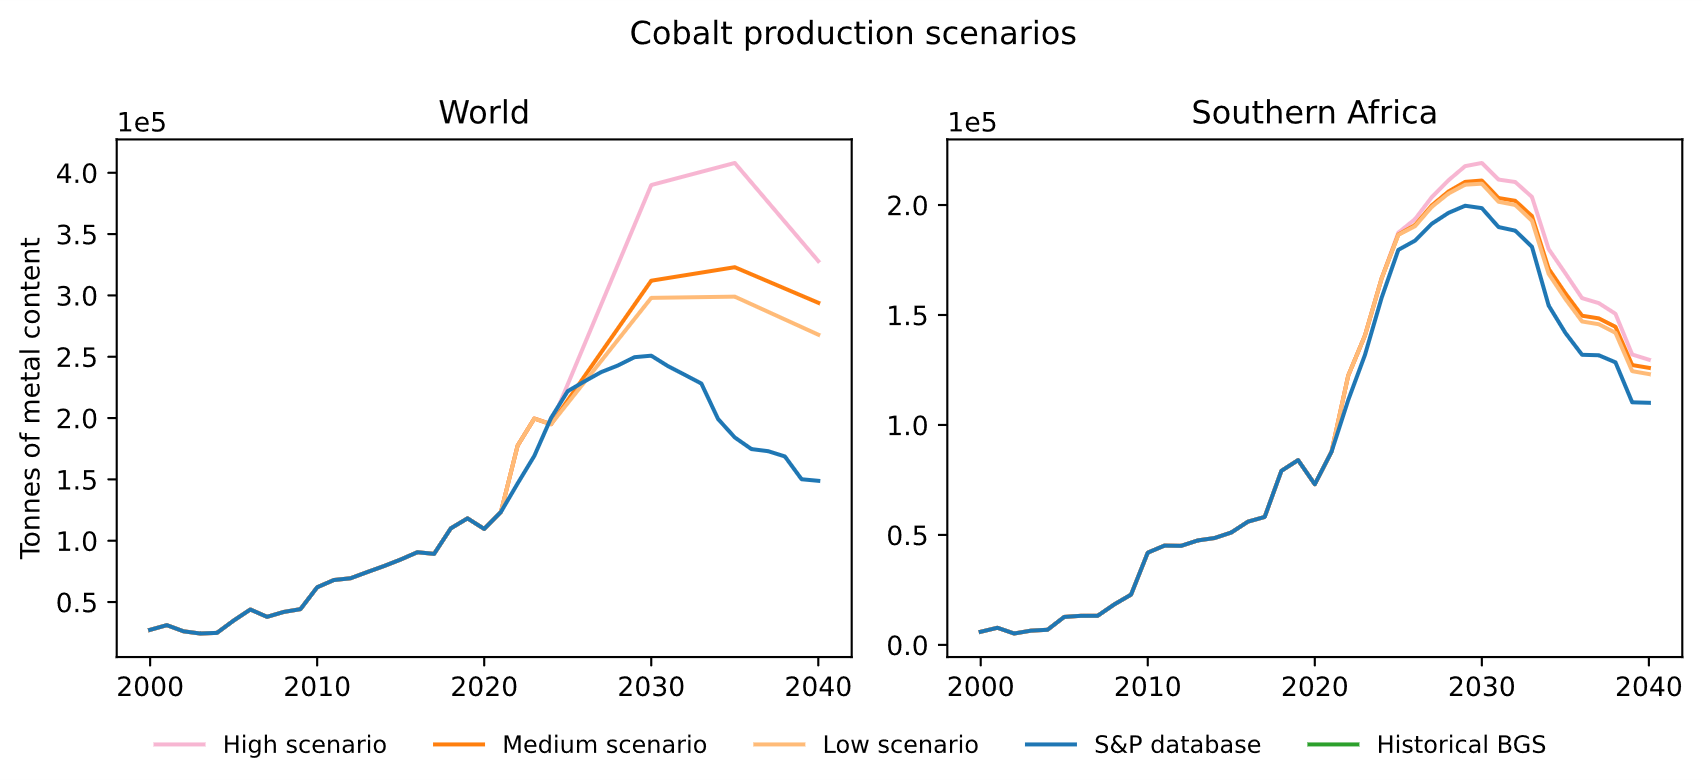 Cobalt production scenarios
World
Southern Africa
1e5
1e5
Tonnes of metal content
4.0
3.5
3.0
2.5
2.0
1.5
1.0
0.5
2000 2010 2020 2030 2040
2.0
1.5
1.0
0.5
0.0
2000 2010 2020 2030 2040
High scenario Medium scenario Low scenario S&P database Historical BGS